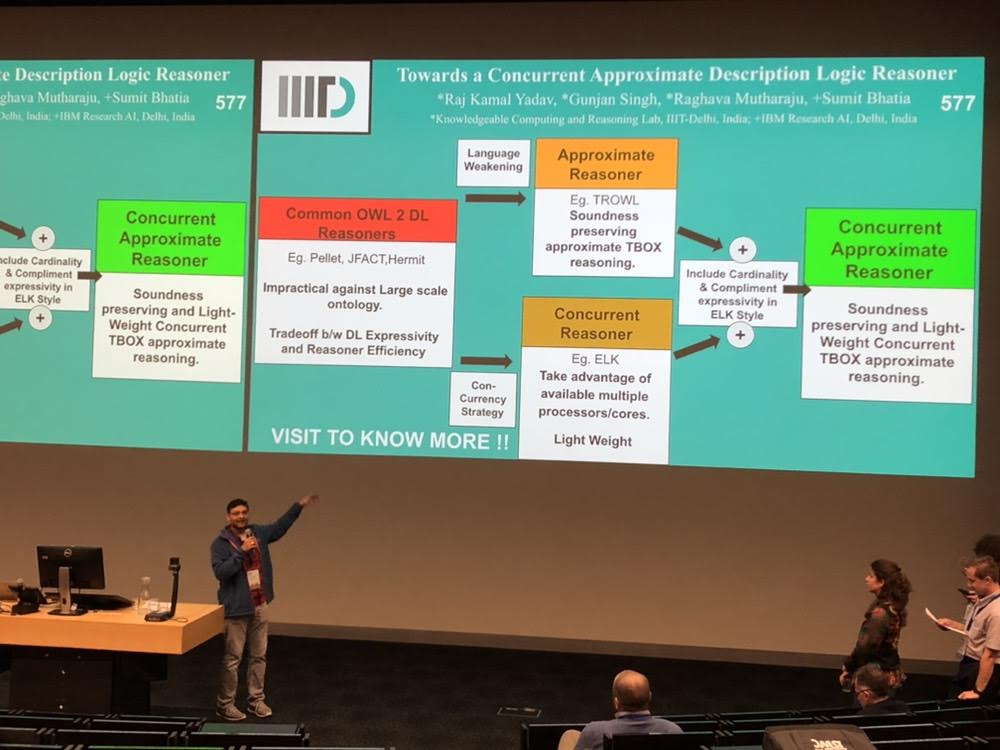 te Description Logic Reasoner
ghava Mutharaju, +Sumit Bhatia
577
Delhi, India; +IBM Research AI, Delhi, India
+
nclude Cardinality
& Compliment
expressivity in
ELK Style
+
Concurrent
Approximate
Reasoner
Soundness
preserving and Light-
Weight Concurrent
TBOX approximate
reasoning.
IIITD
Towards a Concurrent Approximate Description Logic Reasoner
*Raj Kamal Yadav, *Gunjan Singh, *Raghava Mutharaju, +Sumit Bhatia
577
*Knowledgeable Computing and Reasoning Lab, IIIT-Delhi, India; +IBM Research AI, Delhi, India
Common OWL 2 DL
Reasoners
Eg. Pellet, JFACT,Hermit
Impractical against Large scale
ontology.
Tradeoff b/w DL Expressivity
and Reasoner Efficiency
Language
Weakening
Approximate
Reasoner
Eg. TROWL
Soundness
preserving
approximate TBOX
reasoning.
Con-
Currency
Strategy
Concurrent
Reasoner
Eg. ELK
Take advantage of
available multiple
processors/cores.
Light Weight
+
Include Cardinality
& Compliment
expressivity in
ELK Style
+
Concurrent
Approximate
Reasoner
Soundness
preserving and Light-
Weight Concurrent
TBOX approximate
reasoning.
VISIT TO KNOW MORE !!
DELL